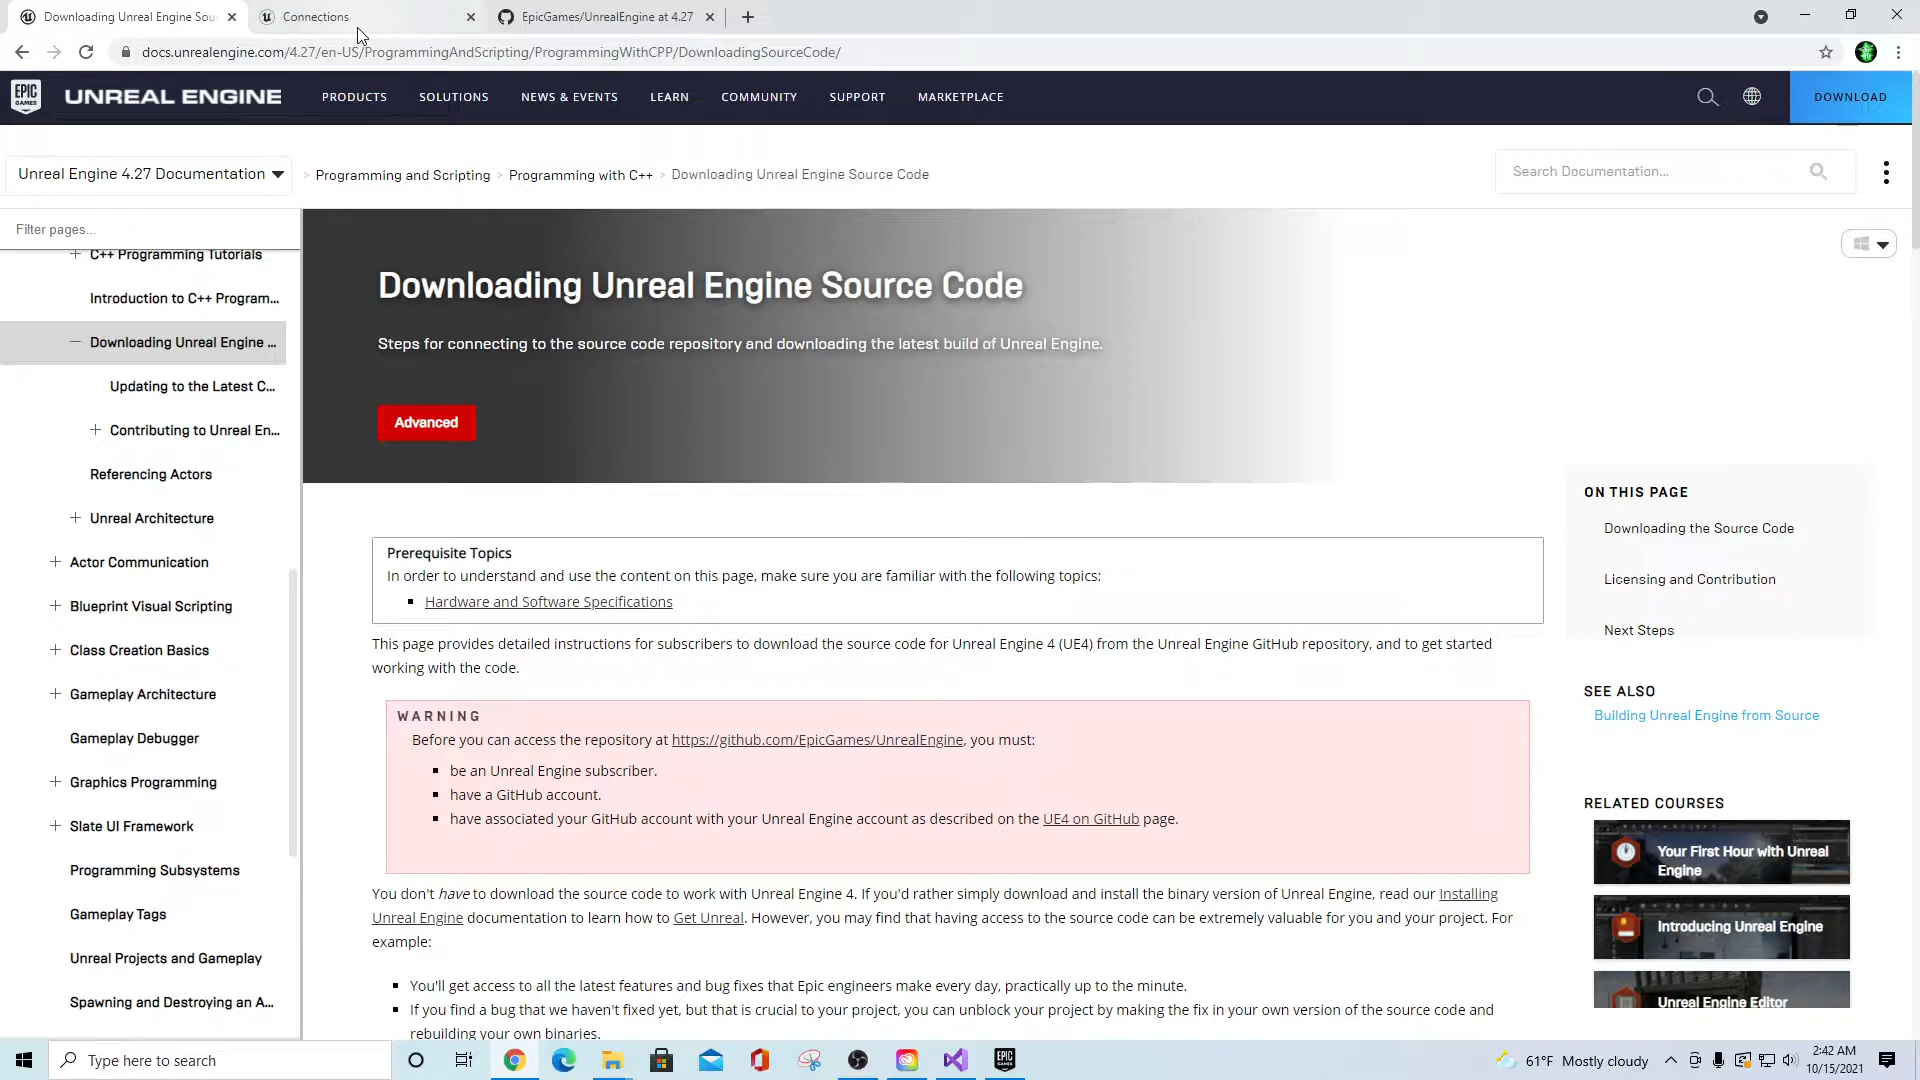 Downloading Unreal Engine Sou
Connections
EpicGames/UnrealEngine at 4.27
docs.unrealengine.com/4.27/en-US/ProgrammingAndScripting/ProgrammingWithCPP/DownloadingSourceCode/
EPIC GAMES
UNREAL ENGINE
PRODUCTS
SOLUTIONS
NEWS & EVENTS
LEARN
COMMUNITY
SUPPORT
MARKETPLACE
DOWNLOAD
Unreal Engine 4.27 Documentation
> Programming and Scripting > Programming with C++ > Downloading Unreal Engine Source Code
Search Documentation...
Filter pages...
C++ Programming Tutorials
Introduction to C++ Program...
Downloading Unreal Engine ...
Updating to the Latest C...
Contributing to Unreal En...
Referencing Actors
Unreal Architecture
Actor Communication
Blueprint Visual Scripting
Class Creation Basics
Gameplay Architecture
Gameplay Debugger
Graphics Programming
Slate UI Framework
Programming Subsystems
Gameplay Tags
Unreal Projects and Gameplay
Spawning and Destroying an A...
Downloading Unreal Engine Source Code
Steps for connecting to the source code repository and downloading the latest build of Unreal Engine.
Advanced
Prerequisite Topics
In order to understand and use the content on this page, make sure you are familiar with the following topics:
Hardware and Software Specifications
This page provides detailed instructions for subscribers to download the source code for Unreal Engine 4 (UE4) from the Unreal Engine GitHub repository, and to get started
working with the code.
WARNING
Before you can access the repository at https://github.com/EpicGames/UnrealEngine, you must:
be an Unreal Engine subscriber.
have a GitHub account.
have associated your GitHub account with your Unreal Engine account as described on the UE4 on GitHub page.
You don't have to download the source code to work with Unreal Engine 4. If you'd rather simply download and install the binary version of Unreal Engine, read our Installing
Unreal Engine documentation to learn how to Get Unreal. However, you may find that having access to the source code can be extremely valuable for you and your project. For
example:
You'll get access to all the latest features and bug fixes that Epic engineers make every day, practically up to the minute.
If you find a bug that we haven't fixed yet, but that is crucial to your project, you can unblock your project by making the fix in your own version of the source code and
rebuilding your own binaries.
ON THIS PAGE
Downloading the Source Code
Licensing and Contribution
Next Steps
SEE ALSO
Building Unreal Engine from Source
RELATED COURSES
Your First Hour with Unreal
Engine
Introducing Unreal Engine
Unreal Engine Editor
Type here to search
EPIC GAMES
61°F Mostly cloudy
2:42 AM
10/15/2021